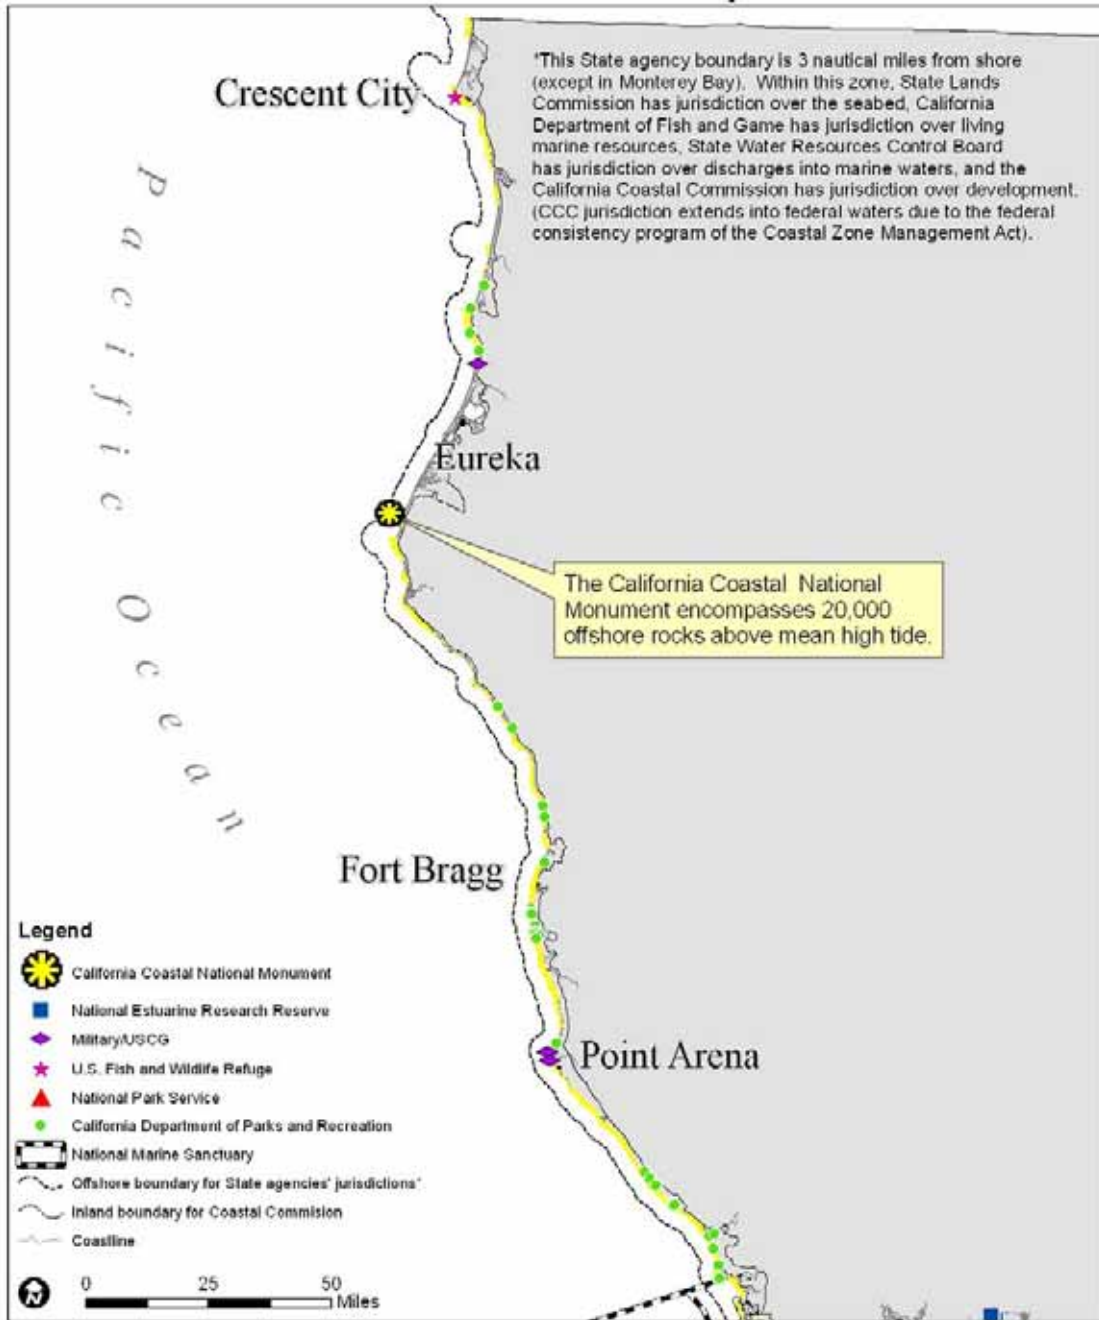 Crescent City
*This State agency boundary is 3 nautical miles from shore
(except in Monterey Bay). Within this zone, State Lands
Commission has jurisdiction over the seabed, California
Department of Fish and Game has jurisdiction over living
marine resources, State Water Resources Control Board
has jurisdiction over discharges into marine waters, and the
California Coastal Commission has jurisdiction over development.
(CCC jurisdiction extends into federal waters due to the federal
consistency program of the Coastal Zone Management Act).
Pacific Ocean
Eureka
The California Coastal National
Monument encompasses 20,000
offshore rocks above mean high tide.
Fort Bragg
Point Arena
Legend
California Coastal National Monument
National Estuarine Research Reserve
Military/USCG
U.S. Fish and Wildlife Refuge
National Park Service
California Department of Parks and Recreation
National Marine Sanctuary
Offshore boundary for State agencies' jurisdictions*
Inland boundary for Coastal Commision
Coastline
N
0 25 50
Miles